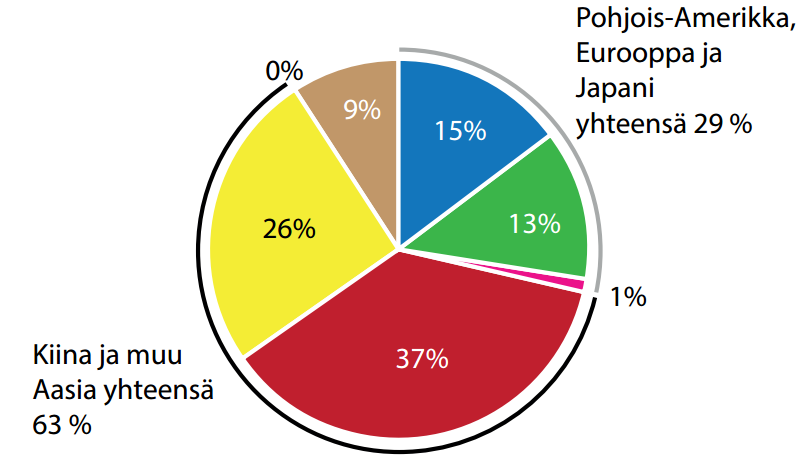 Pohjois-Amerikka,
Eurooppa ja
Japani
yhteensä 29 %
0%
9%
15%
13%
26%
1%
37%
Kiina ja muu
Aasia yhteensä
63 %